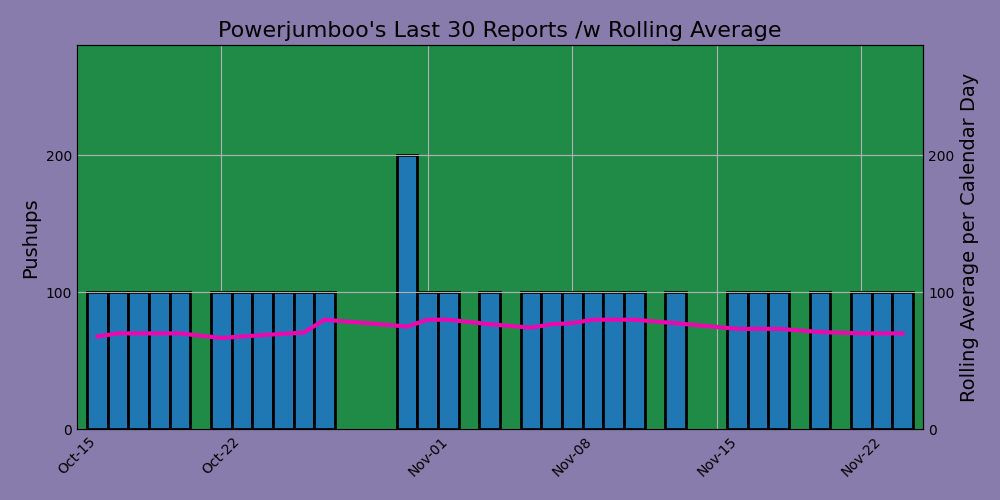 Powerjumboo's Last 30 Reports /w Rolling Average
Pushups
200
100
0
200
100
0
Rolling Average per Calendar Day
Oct-15
Oct-22
Nov-01
Nov-08
Nov-15
Nov-22